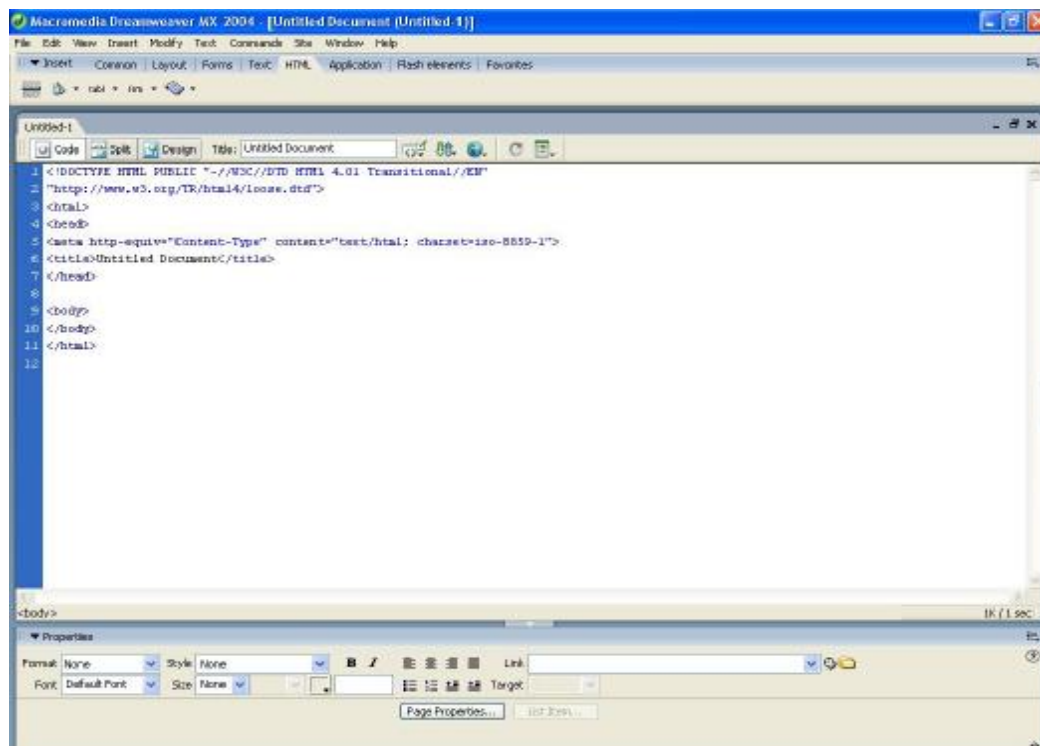 Macromedia Dreamweaver MX 2004 - [Untitled Document (Untitled-1)]
File Edit View Insert Modify Text Commands Site Window Help
Insert Common Layout Forms Text HTML Application Flash elements Favorites
Untitled-1
Code Split Design Title: Untitled Document
1 <!DOCTYPE HTML PUBLIC "-//W3C//DTD HTML 4.01 Transitional//EN"
2 "http://www.w3.org/TR/html4/loose.dtd">
3 <html>
4 <head>
5 <meta http-equiv="Content-Type" content="text/html; charset=iso-8859-1">
6 <title>Untitled Document</title>
7 </head>
8
9 <body>
10 </body>
11 </html>
12
<body> 1K / 1 sec
Properties
Format None Style None B I Link
Font Default Font Size None Target
Page Properties... List Item...